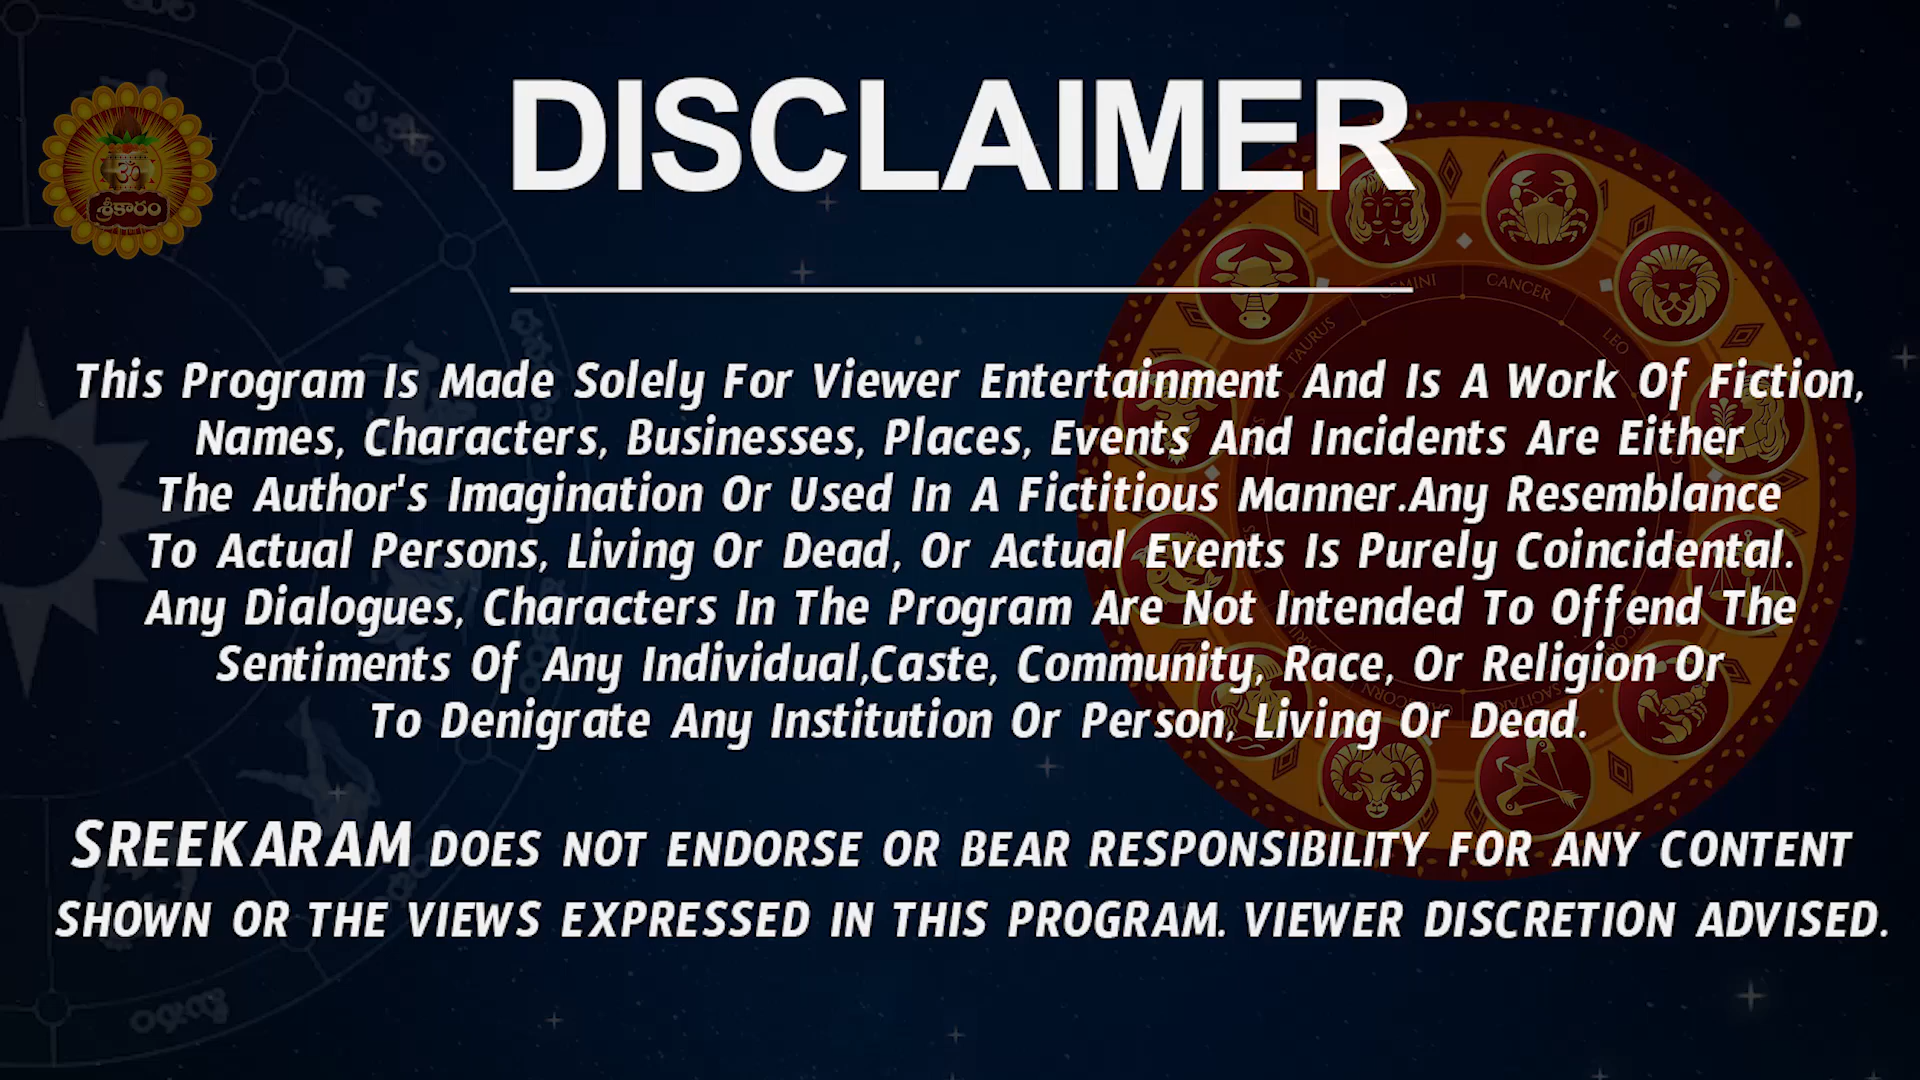 DISCLAIMER
ॐ
శ్రీకారం
GEMINI
CANCER
TAURUS
LEO
This Program Is Made Solely For Viewer Entertainment And Is A Work Of Fiction,
Names, Characters, Businesses, Places, Events And Incidents Are Either
The Author's Imagination Or Used In A Fictitious Manner.Any Resemblance
To Actual Persons, Living Or Dead, Or Actual Events Is Purely Coincidental.
Any Dialogues, Characters In The Program Are Not Intended To Offend The
Sentiments Of Any Individual,Caste, Community, Race, Or Religion Or
To Denigrate Any Institution Or Person, Living Or Dead.
SREEKARAM DOES NOT ENDORSE OR BEAR RESPONSIBILITY FOR ANY CONTENT
SHOWN OR THE VIEWS EXPRESSED IN THIS PROGRAM. VIEWER DISCRETION ADVISED.